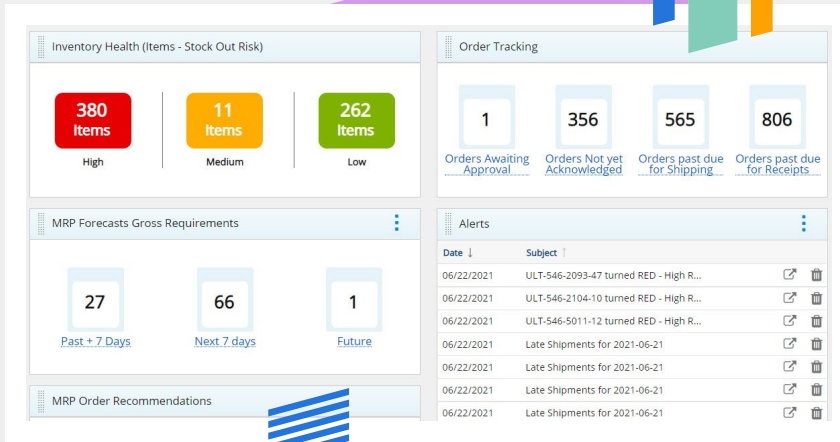 Inventory Health (Items - Stock Out Risk)
380
Items
High
11
Items
Medium
262
Items
Low
Order Tracking
1
Orders Awaiting
Approval
356
Orders Not yet
Acknowledged
565
Orders past due
for Shipping
806
Orders past due
for Receipts
MRP Forecasts Gross Requirements
27
Past + 7 Days
66
Next 7 days
1
Future
Alerts
Date ↓ Subject ↑
06/22/2021 ULT-546-2093-47 turned RED - High R...
06/22/2021 ULT-546-2104-10 turned RED - High R...
06/22/2021 ULT-546-5011-12 turned RED - High R...
06/22/2021 Late Shipments for 2021-06-21
06/22/2021 Late Shipments for 2021-06-21
06/22/2021 Late Shipments for 2021-06-21
06/22/2021 Late Shipments for 2021-06-21
MRP Order Recommendations